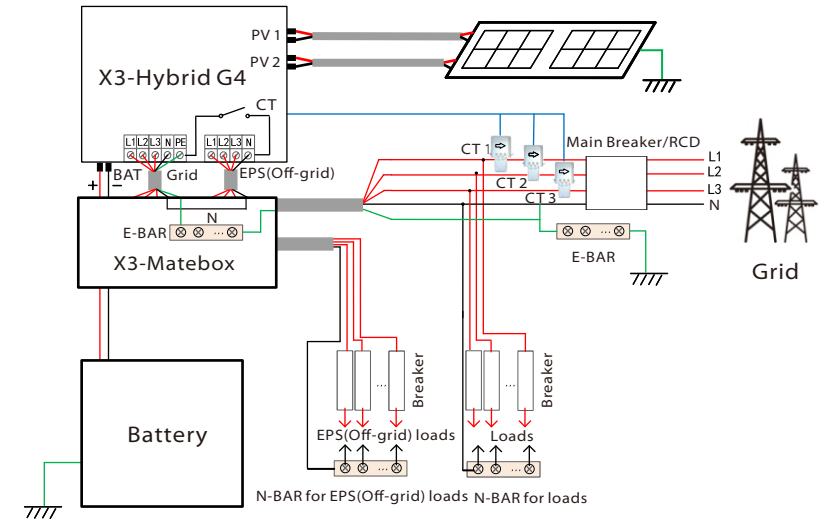 PV 1
PV 2
X3-Hybrid G4
CT
L1 L2 L3 N PE
L1 L2 L3 N
BAT
Grid
EPS(Off-grid)
+
−
CT 1
CT 2
CT 3
Main Breaker/RCD
L1
L2
L3
N
N
E-BAR
...
X3-Matebox
...
E-BAR
Grid
...
Breaker
...
Breaker
Battery
EPS(Off-grid) loads
Loads
...
...
N-BAR for EPS(Off-grid) loads
N-BAR for loads